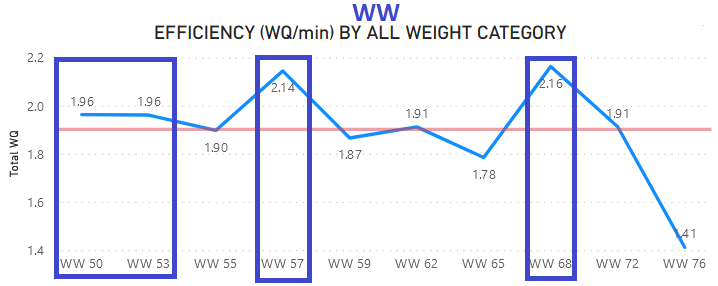 WW
EFFICIENCY (WQ/min) BY ALL WEIGHT CATEGORY
Total WQ
2.2
2.0
1.8
1.6
1.4
1.96
1.96
1.90
2.14
1.87
1.91
1.78
2.16
1.91
1.41
WW 50
WW 53
WW 55
WW 57
WW 59
WW 62
WW 65
WW 68
WW 72
WW 76